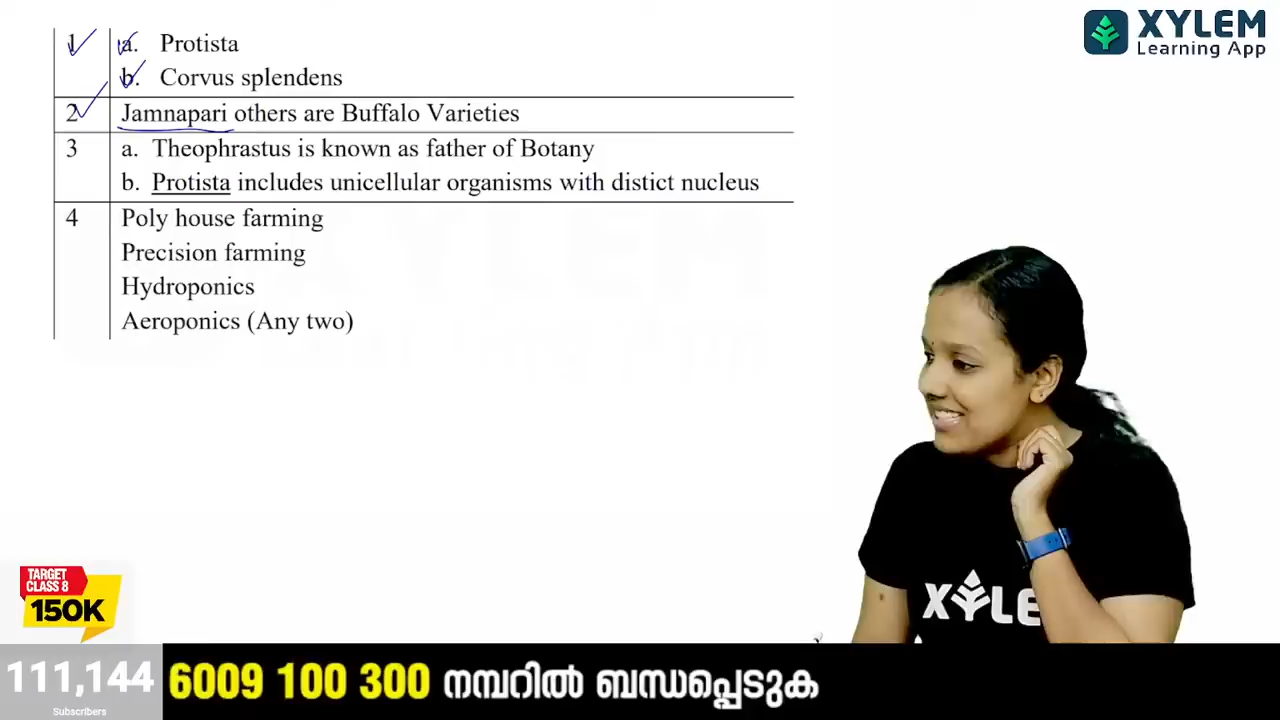 XYLEM
Learning App
1 a. Protista
b. Corvus splendens
2 Jamnapari others are Buffalo Varieties
3 a. Theophrastus is known as father of Botany
b. Protista includes unicellular organisms with distict nucleus
4 Poly house farming
Precision farming
Hydroponics
Aeroponics (Any two)
XYLE
TARGET
CLASS 8
150K
111,144
Subscribers
6009 100 300 നമ്പറിൽ ബന്ധപ്പെടുക